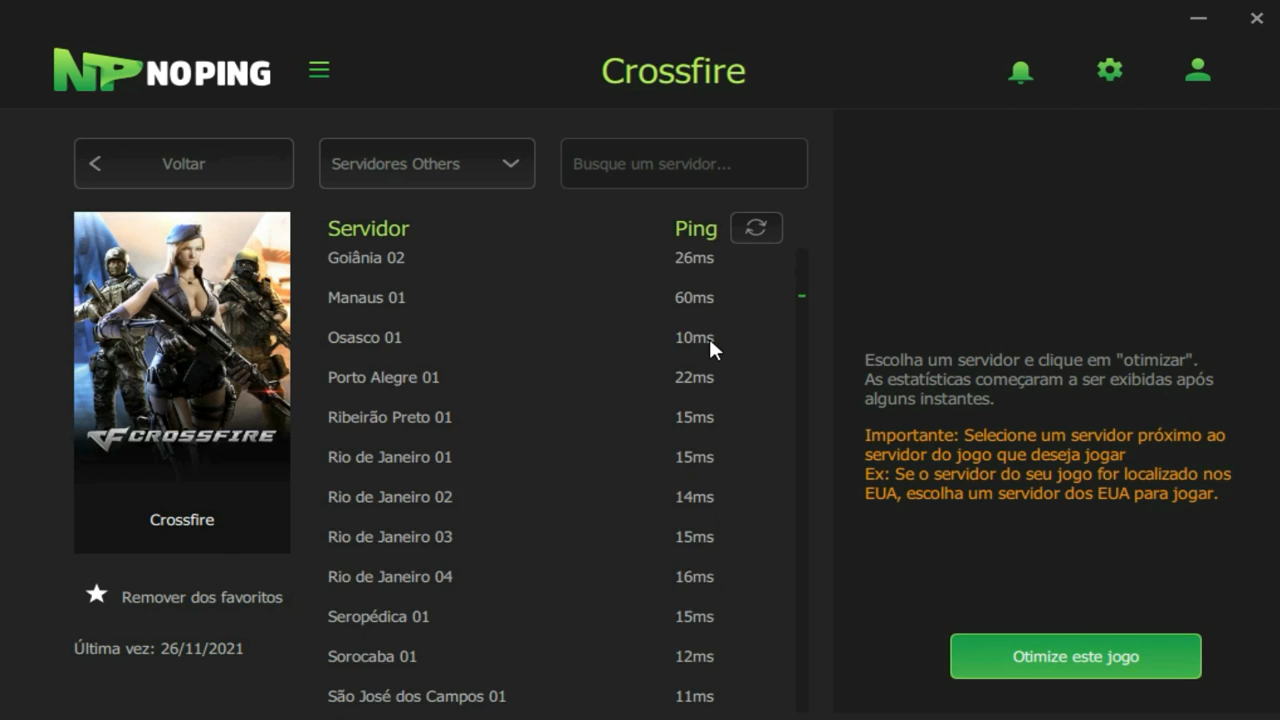 NP NOPING
Crossfire
Voltar
Servidores Others
Busque um servidor...
Servidor Ping
Goiânia 02 26ms
Manaus 01 60ms
Osasco 01 10ms
Porto Alegre 01 22ms
Ribeirão Preto 01 15ms
Rio de Janeiro 01 15ms
Rio de Janeiro 02 14ms
Rio de Janeiro 03 15ms
Rio de Janeiro 04 16ms
Seropédica 01 15ms
Sorocaba 01 12ms
São José dos Campos 01 11ms
CF CROSSFIRE
Crossfire
Remover dos favoritos
Última vez: 26/11/2021
Escolha um servidor e clique em "otimizar".
As estatísticas começaram a ser exibidas após
alguns instantes.
Importante: Selecione um servidor próximo ao
servidor do jogo que deseja jogar
Ex: Se o servidor do seu jogo for localizado nos
EUA, escolha um servidor dos EUA para jogar.
Otimize este jogo